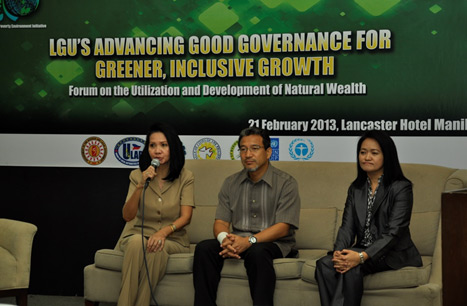 LGU'S ADVANCING GOOD GOVERNANCE FOR
GREENER, INCLUSIVE GROWTH
Forum on the Utilization and Development of Natural Wealth
21 February 2013, Lancaster Hotel Manil